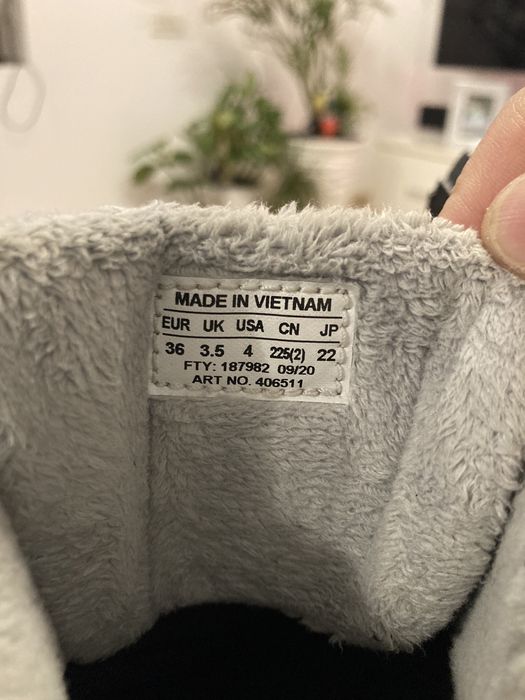 MADE IN VIETNAM
EUR UK USA CN JP
36 3.5 4 225(2) 22
FTY: 187982 09/20
ART NO. 406511